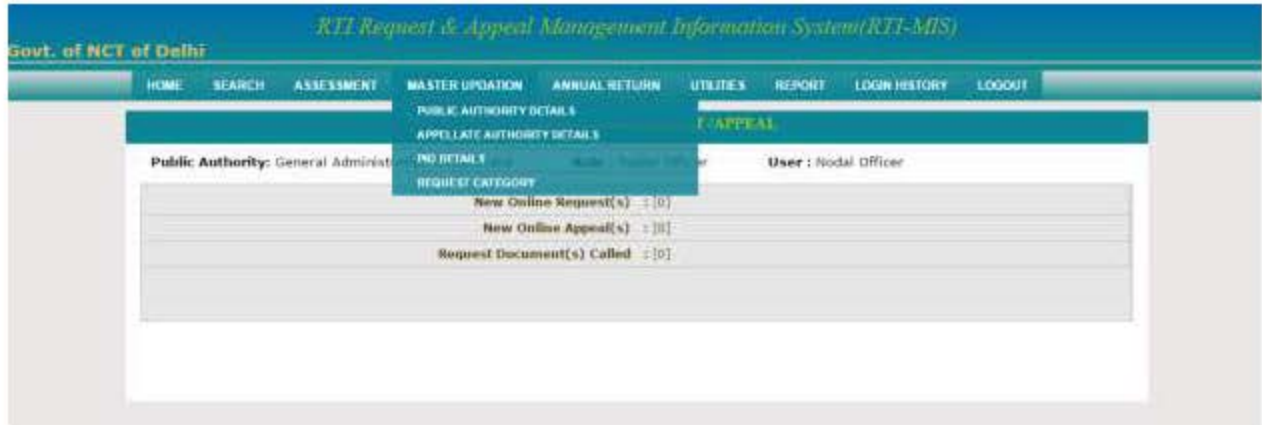 RTI Request & Appeal Management Information System(RTI-MIS)
Govt. of NCT of Delhi
HOME SEARCH ASSESSMENT MASTER UPDATION ANNUAL RETURN UTILITIES REPORT LOGIN HISTORY LOGOUT
PUBLIC AUTHORITY DETAILS
APPELLATE AUTHORITY DETAILS
PIO DETAILS
REQUEST CATEGORY
/APPEAL
Public Authority: General Administ User : Nodal Officer
New Online Request(s) : [0]
New Online Appeal(s) : [0]
Request Document(s) Called : [0]